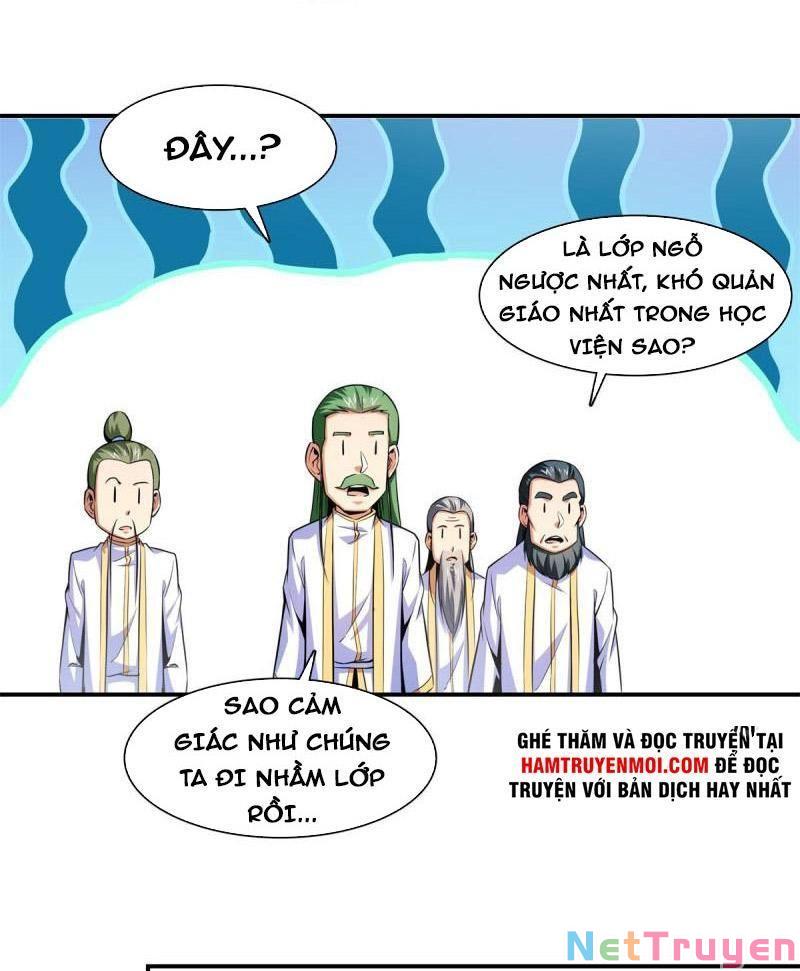 ĐÂY...?
LÀ LỚP NGỖ
NGƯỢC NHẤT, KHÓ QUẢN
GIÁO NHẤT TRONG HỌC
VIỆN SAO?
SAO CẢM
GIÁC NHƯ CHÚNG
TA ĐI NHẦM LỚP
RỒI...
GHÉ THĂM VÀ ĐỌC TRUYỆN TẠI
HAMTRUYENMOI.COM ĐỂ ĐỌC
TRUYỆN VỚI BẢN DỊCH HAY NHẤT
NetTruyen